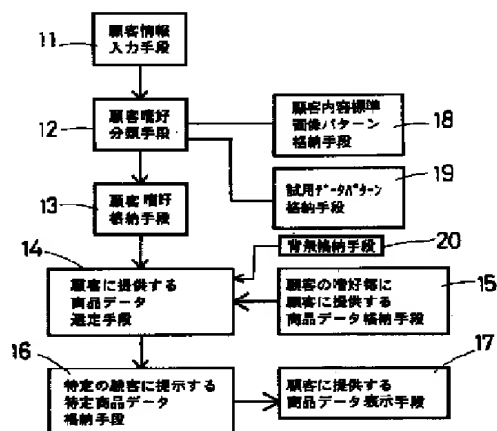 11
顧客情報
入力手段
12
顧客嗜好
分類手段
顧客内容標準
画像パターン
格納手段
18
13
顧客嗜好
格納手段
試用データパターン
格納手段
19
14
背景格納手段
20
顧客に提供する
商品データ
選定手段
顧客の嗜好毎に
顧客に提供する
商品データ格納手段
15
16
特定の顧客に提示する
特定商品データ
格納手段
顧客に提供する
商品データ表示手段
17